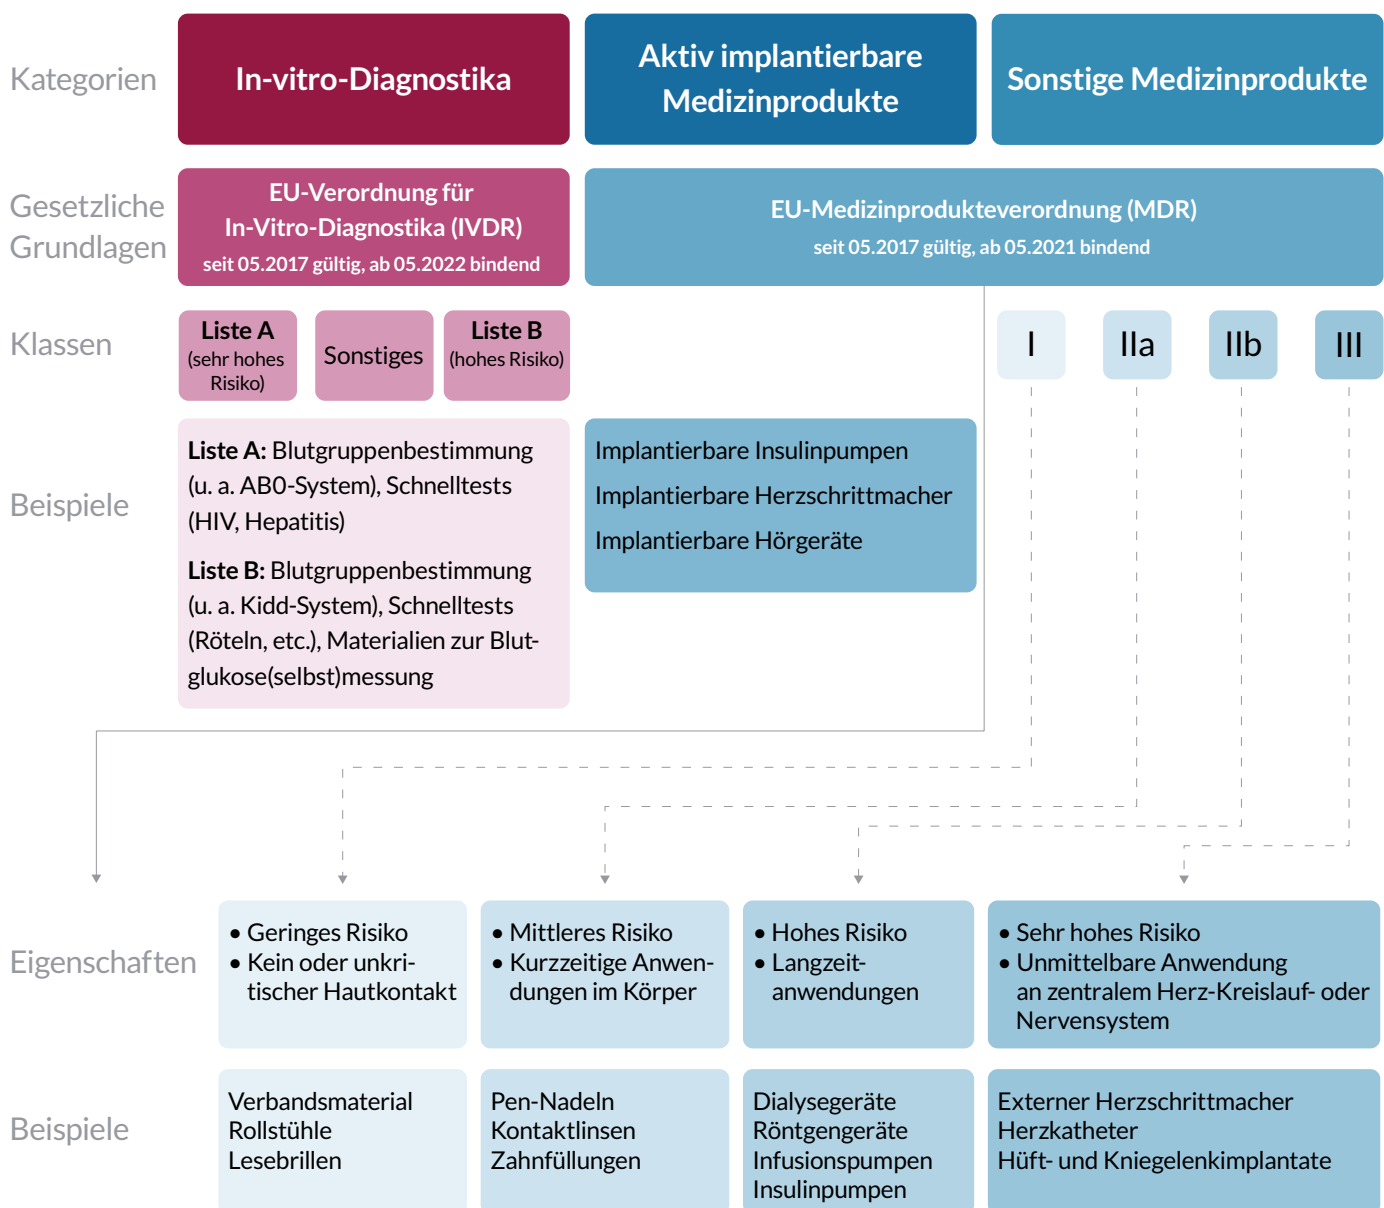 Kategorien
In-vitro-Diagnostika
Aktiv implantierbare
Medizinprodukte
Sonstige Medizinprodukte
Gesetzliche
Grundlagen
EU-Verordnung für
In-Vitro-Diagnostika (IVDR)
seit 05.2017 gültig, ab 05.2022 bindend
EU-Medizinprodukteverordnung (MDR)
seit 05.2017 gültig, ab 05.2021 bindend
Klassen
Liste A
(sehr hohes
Risiko)
Sonstiges
Liste B
(hohes Risiko)
I
IIa
IIb
III
Beispiele
Liste A: Blutgruppenbestimmung
(u. a. AB0-System), Schnelltests
(HIV, Hepatitis)
Liste B: Blutgruppenbestimmung
(u. a. Kidd-System), Schnelltests
(Röteln, etc.), Materialien zur Blut-
glukose(selbst)messung
Implantierbare Insulinpumpen
Implantierbare Herzschrittmacher
Implantierbare Hörgeräte
Eigenschaften
• Geringes Risiko
• Kein oder unkri-
tischer Hautkontakt
• Mittleres Risiko
• Kurzzeitige Anwen-
dungen im Körper
• Hohes Risiko
• Langzeit-
anwendungen
• Sehr hohes Risiko
• Unmittelbare Anwendung
an zentralem Herz-Kreislauf- oder
Nervensystem
Beispiele
Verbandsmaterial
Rollstühle
Lesebrillen
Pen-Nadeln
Kontaktlinsen
Zahnfüllungen
Dialysegeräte
Röntgengeräte
Infusionspumpen
Insulinpumpen
Externer Herzschrittmacher
Herzkatheter
Hüft- und Kniegelenkimplantate